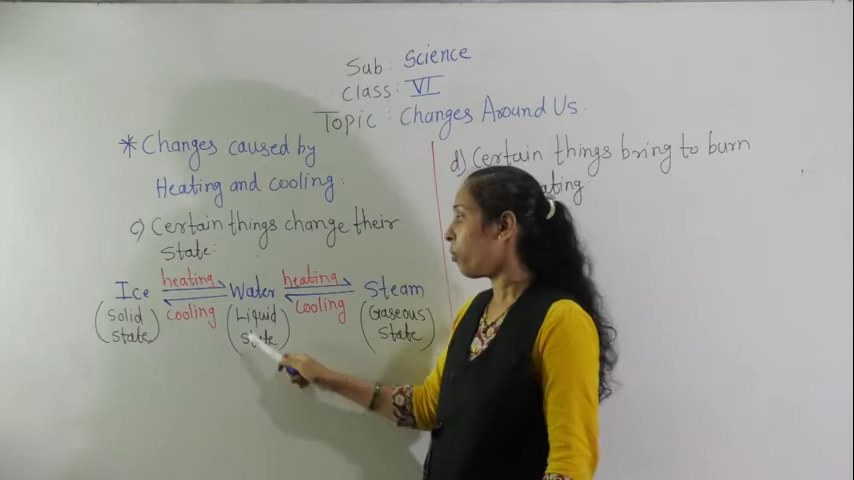 Sub: Science
Class: VI
Topic: Changes Around Us.
* Changes caused by
Heating and cooling.
c) Certain things change their
state:
Ice heating Water heating Steam
cooling cooling
(Solid state) (Liquid state) (Gaseous state)
d) Certain things bring to burn